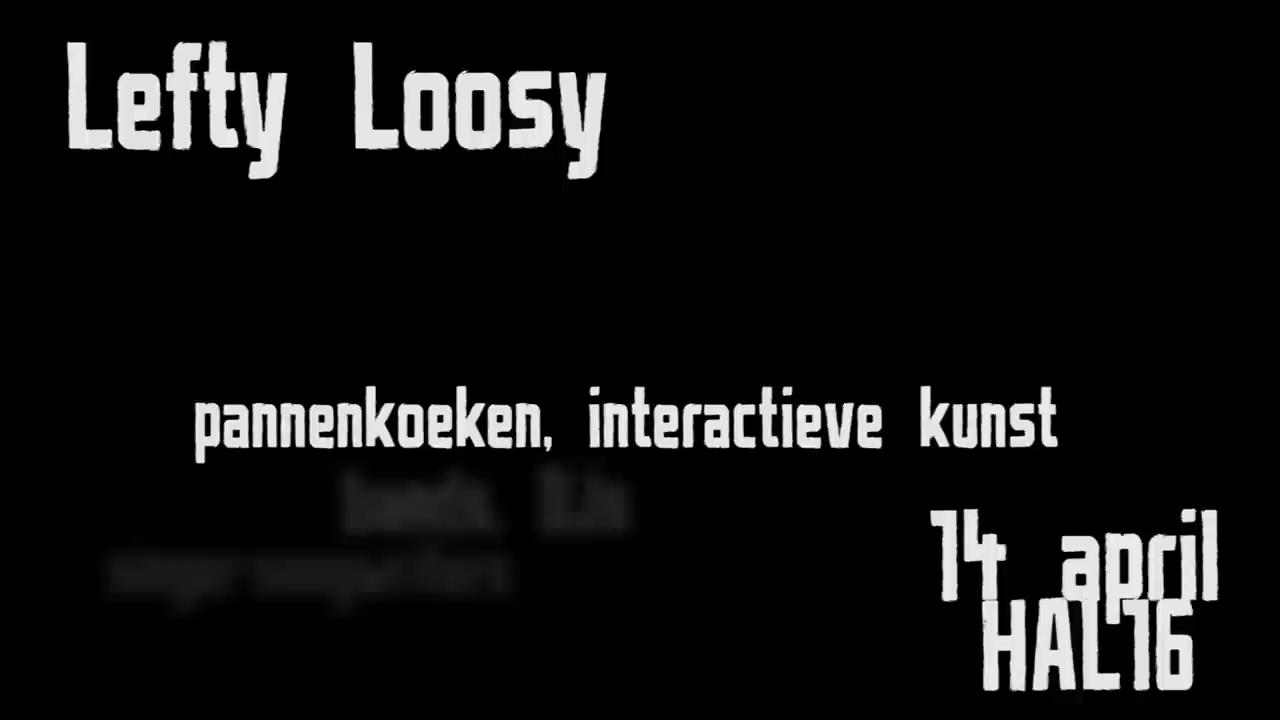 Lefty Loosy
pannenkoeken, interactieve kunst
14 april
HAL16